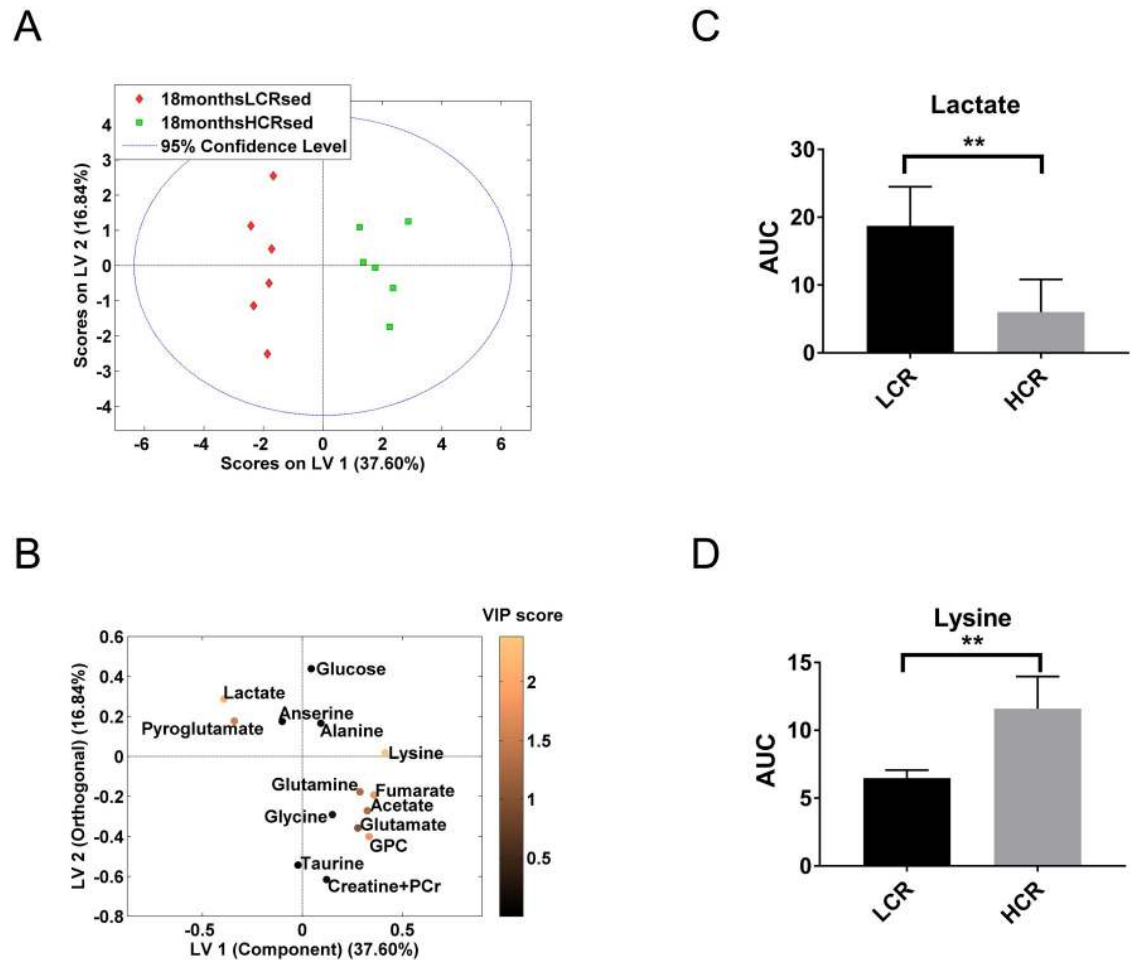 A
18monthsLCRsed
18monthsHCRsed
95% Confidence Level
4
3
2
1
0
-1
-2
-3
-4
Scores on LV 2 (16.84%)
-6 -4 -2 0 2 4 6
Scores on LV 1 (37.60%)
C
Lactate
**
30
20
10
0
AUC
LCR HCR
B
VIP score
2
1.5
1
0.5
0.6
0.4
0.2
0
-0.2
-0.4
-0.6
-0.8
LV 2 (Orthogonal) (16.84%)
Glucose
Lactate
Anserine
Pyroglutamate
Alanine
Lysine
Glutamine
Fumarate
Acetate
Glycine
Glutamate
GPC
Taurine
Creatine+PCr
-0.5 0 0.5
LV 1 (Component) (37.60%)
D
Lysine
**
15
10
5
0
AUC
LCR HCR